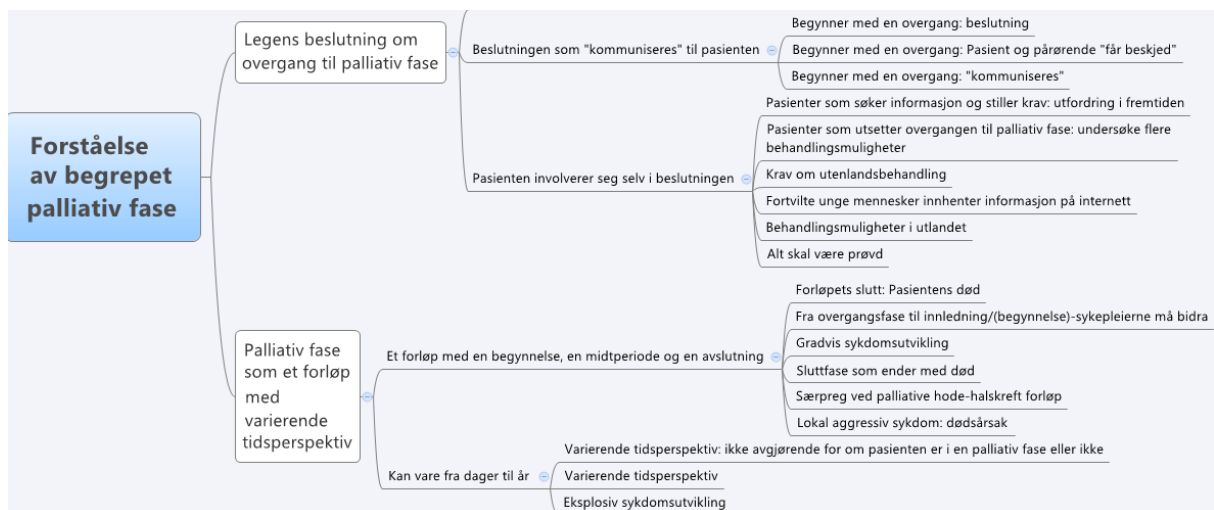 Forståelse
av begrepet
palliativ fase
Legens beslutning om
overgang til palliativ fase
Beslutningen som "kommuniseres" til pasienten
Begynner med en overgang: beslutning
Begynner med en overgang: Pasient og pårørende "får beskjed"
Begynner med en overgang: "kommuniseres"
Pasienten involverer seg selv i beslutningen
Pasienter som søker informasjon og stiller krav: utfordring i fremtiden
Pasienter som utsetter overgangen til palliativ fase: undersøke flere
behandlingsmuligheter
Krav om utenlandsbehandling
Fortvilte unge mennesker innhenter informasjon på internett
Behandlingsmuligheter i utlandet
Alt skal være prøvd
Palliativ fase
som et forløp
med
varierende
tidsperspektiv
Et forløp med en begynnelse, en midtperiode og en avslutning
Forløpets slutt: Pasientens død
Fra overgangsfase til innledning/(begynnelse)-sykepleierne må bidra
Gradvis sykdomsutvikling
Sluttfase som ender med død
Særpreg ved palliative hode-halskreft forløp
Lokal aggressiv sykdom: dødsårsak
Kan vare fra dager til år
Varierende tidsperspektiv: ikke avgjørende for om pasienten er i en palliativ fase eller ikke
Varierende tidsperspektiv
Eksplosiv sykdomsutvikling